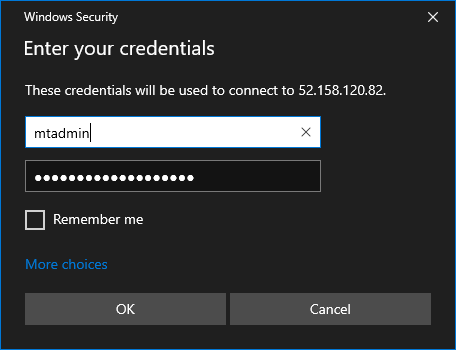 Windows Security
Enter your credentials
These credentials will be used to connect to 52.158.120.82.
mtadmin
●●●●●●●●●●●●●●●●●●●
Remember me
More choices
OK
Cancel